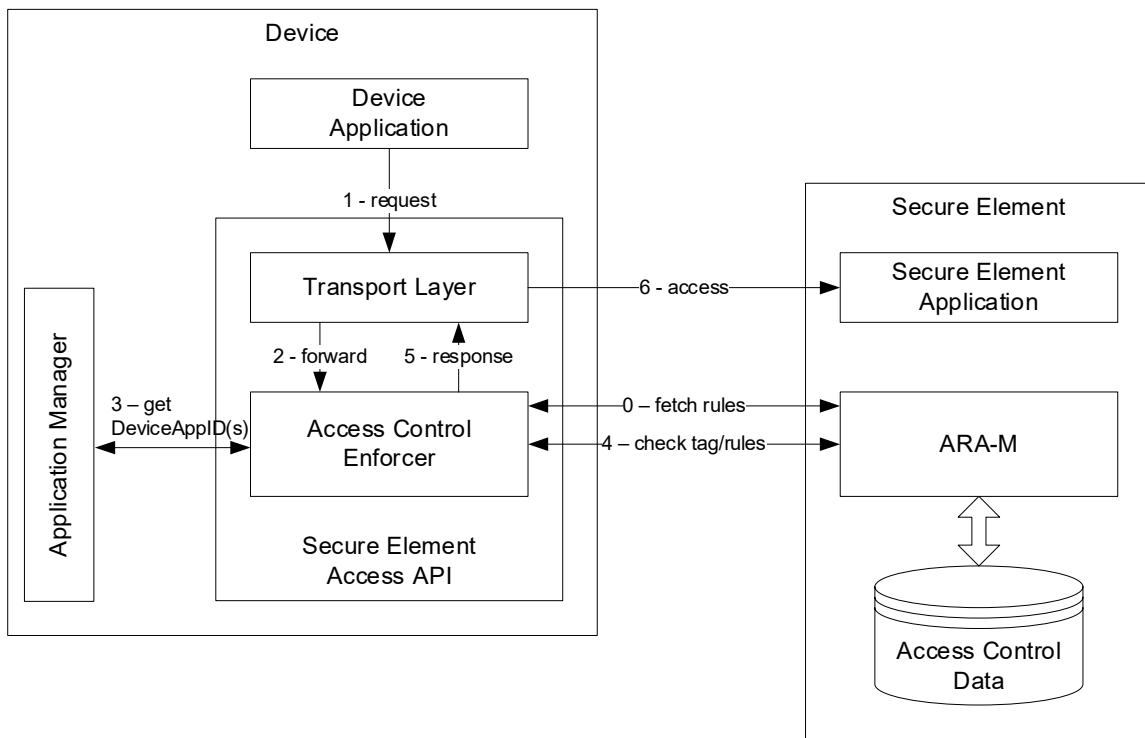 Device
Device
Application
1 - request
Secure Element
Transport Layer
6 - access
Secure Element
Application
2 - forward
5 - response
Application Manager
3 – get
DeviceAppID(s)
Access Control
Enforcer
0 – fetch rules
4 – check tag/rules
ARA-M
Secure Element
Access API
Access Control
Data